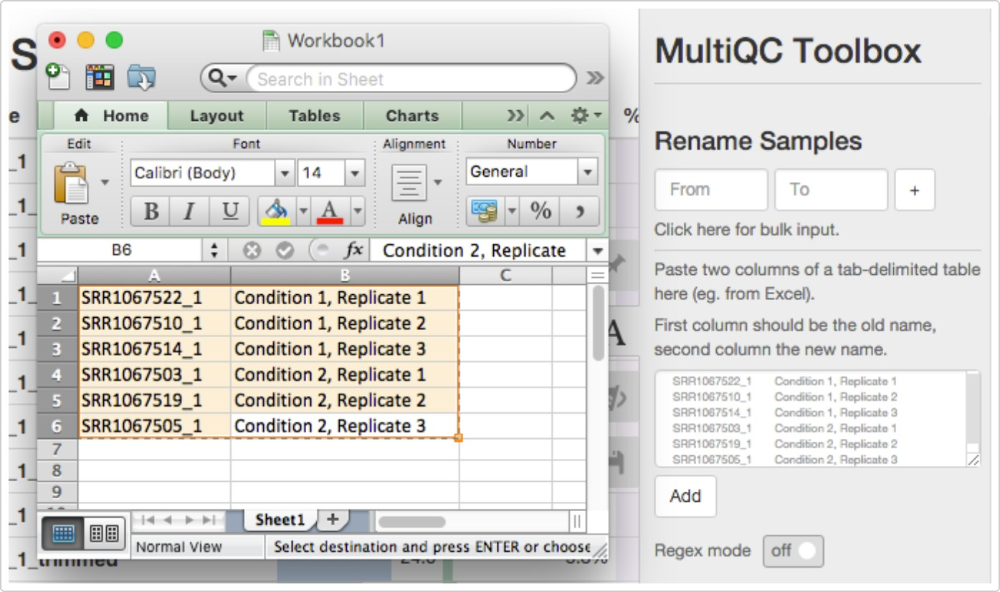 S
Workbook1
Search in Sheet
e
Home Layout Tables Charts
%
Edit Font Alignment Number
Calibri (Body) 14 General
B I U A %
Paste Align
B6 fx Condition 2, Replicate
A B C
1 SRR1067522_1 Condition 1, Replicate 1
2 SRR1067510_1 Condition 1, Replicate 2
3 SRR1067514_1 Condition 1, Replicate 3
4 SRR1067503_1 Condition 2, Replicate 1
5 SRR1067519_1 Condition 2, Replicate 2
6 SRR1067505_1 Condition 2, Replicate 3
7
8
9
Sheet1
Normal View Select destination and press ENTER or choose
_1
_1_
_1
_1_
_1
_1_
_1
_1_
_1
_1_trimmed
A
MultiQC Toolbox
Rename Samples
From To +
Click here for bulk input.
Paste two columns of a tab-delimited table
here (eg. from Excel).
First column should be the old name,
second column the new name.
SRR1067522_1 Condition 1, Replicate 1
SRR1067510_1 Condition 1, Replicate 2
SRR1067514_1 Condition 1, Replicate 3
SRR1067503_1 Condition 2, Replicate 1
SRR1067519_1 Condition 2, Replicate 2
SRR1067505_1 Condition 2, Replicate 3
Add
Regex mode off